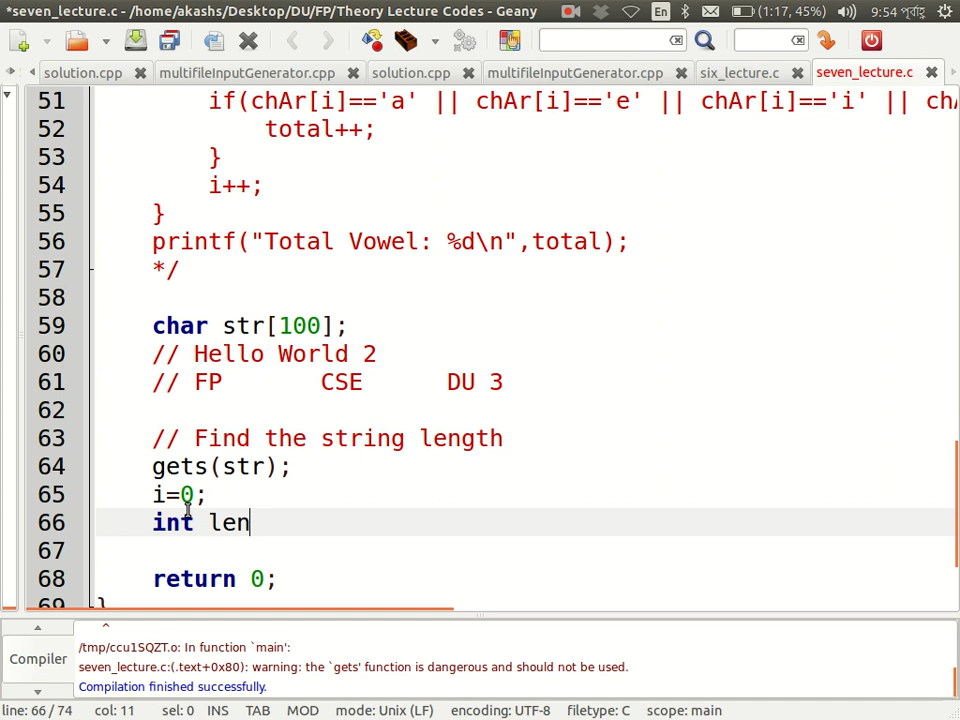 *seven_lecture.c - /home/akashs/Desktop/DU/FP/Theory Lecture Codes - Geany En (1:17, 45%) 9:54 পূর্বাহ্ণ
solution.cpp multifileInputGenerator.cpp solution.cpp multifileInputGenerator.cpp six_lecture.c seven_lecture.c
51 if(chAr[i]=='a' || chAr[i]=='e' || chAr[i]=='i' || chA
52 total++;
53 }
54 i++;
55 }
56 printf("Total Vowel: %d\n",total);
57 */
58
59 char str[100];
60 // Hello World 2
61 // FP CSE DU 3
62
63 // Find the string length
64 gets(str);
65 i=0;
66 int len
67
68 return 0;
69 }
^
/tmp/ccu1SQZT.o: In function `main':
Compiler
seven_lecture.c:(.text+0x80): warning: the `gets' function is dangerous and should not be used.
Compilation finished successfully.
line: 66 / 74 col: 11 sel: 0 INS TAB MOD mode: Unix (LF) encoding: UTF-8 filetype: C scope: main